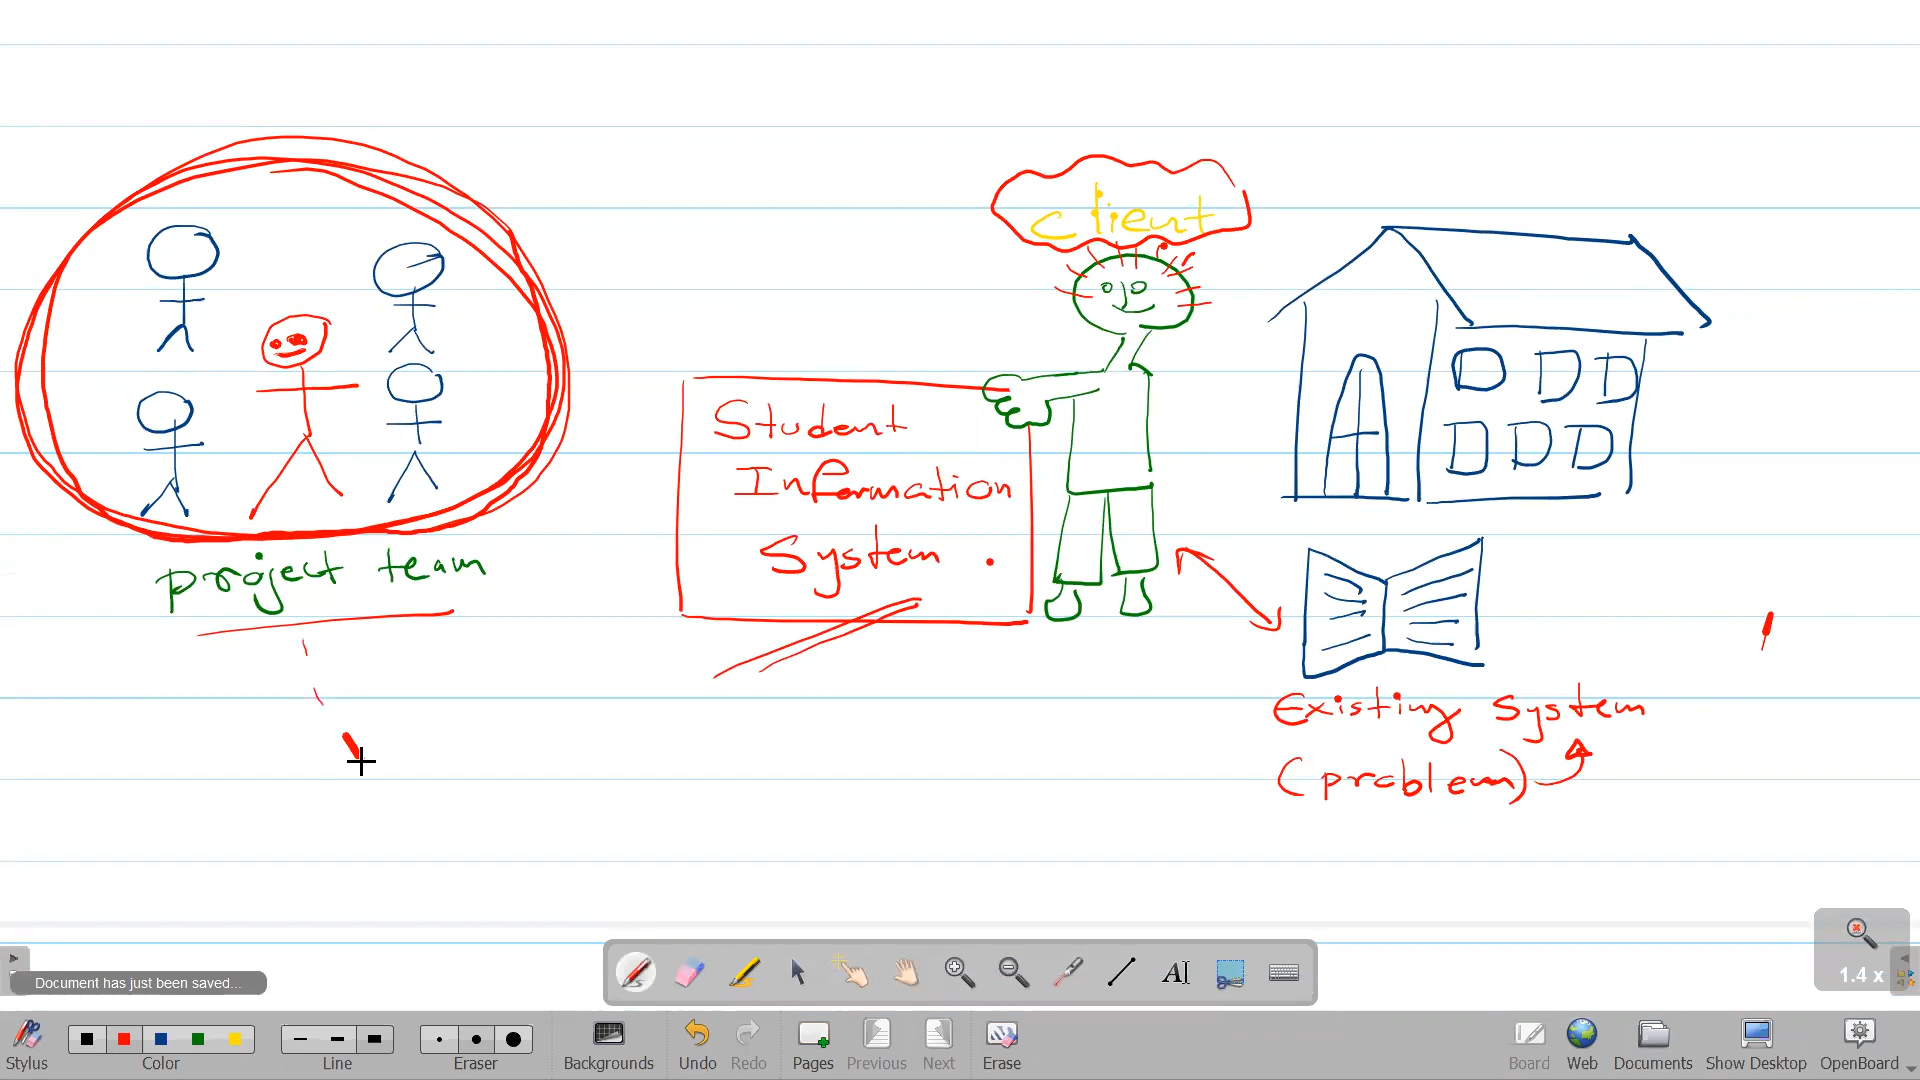 client
Student
Information
System .
project team
Existing System
(problem)
1.4 x
Document has just been saved...
Stylus
Color
Line
Eraser
Backgrounds
Undo
Redo
Pages
Previous
Next
Erase
Board
Web
Documents
Show Desktop
OpenBoard